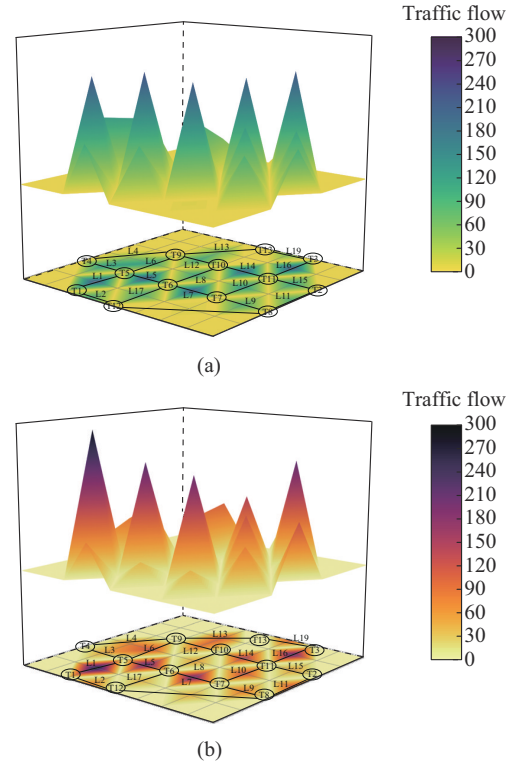 Traffic flow
300
270
240
210
180
150
120
90
60
30
0
L13
T13
L4
T9
L19
T4
L3
L6
T3
L12
T10
L14
L16
L1
T5
L5
L8
T11
L15
T1
L2
T6
L10
T2
L17
L7
T7
L9
L11
T12
T8
(a)
Traffic flow
300
270
240
210
180
150
120
90
60
30
0
L13
L4
T9
T13
L19
T4
L3
L6
L12
T10
T3
L14
L16
L1
T5
L5
L8
T11
L15
T1
T6
L10
T2
L2
L17
L7
T7
L9
L11
T12
T8
(b)